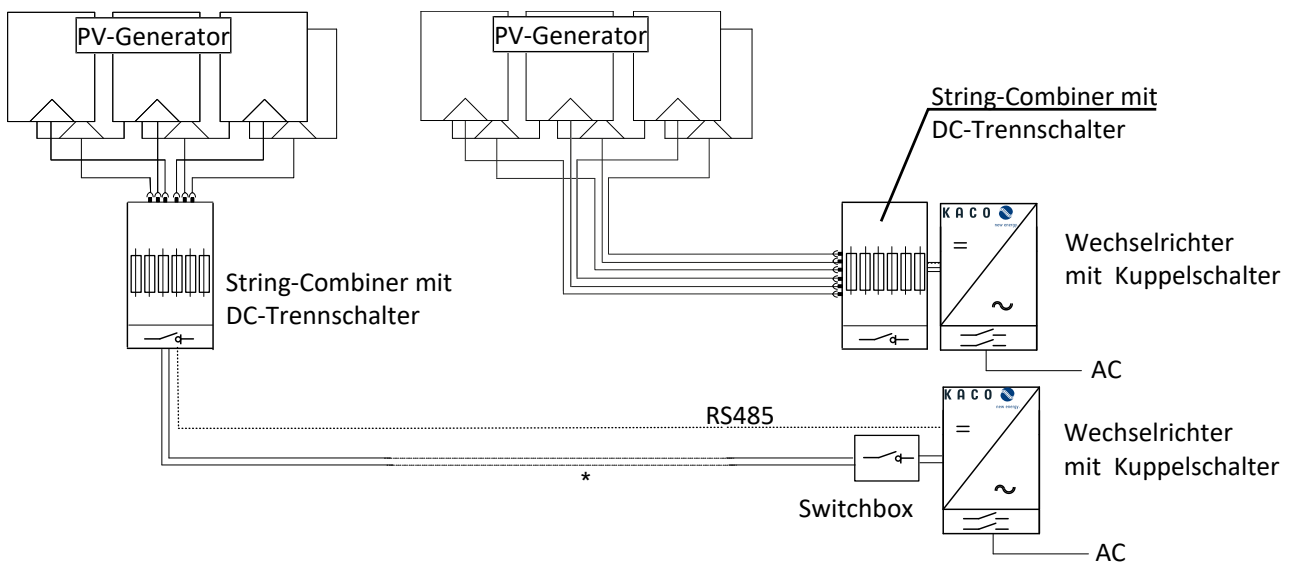 PV-Generator
PV-Generator
String-Combiner mit
DC-Trennschalter
KACO
new energy
Wechselrichter
mit Kuppelschalter
String-Combiner mit
DC-Trennschalter
AC
KACO
new energy
RS485
Wechselrichter
mit Kuppelschalter
*
Switchbox
AC